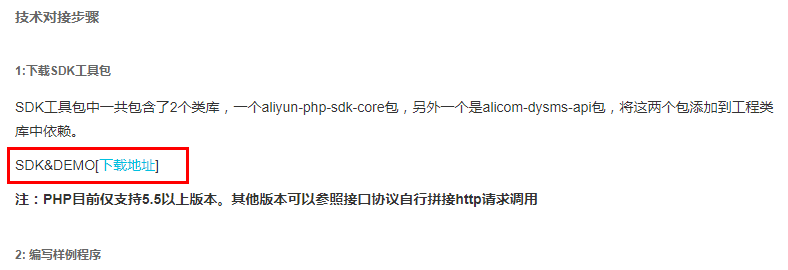 技术对接步骤
1:下载SDK工具包
SDK工具包中一共包含了2个类库，一个aliyun-php-sdk-core包，另外一个是alicom-dysms-api包，将这两个包添加到工程类
库中依赖。
SDK&DEMO[下载地址]
注：PHP目前仅支持5.5以上版本。其他版本可以参照接口协议自行拼接http请求调用
2: 编写样例程序